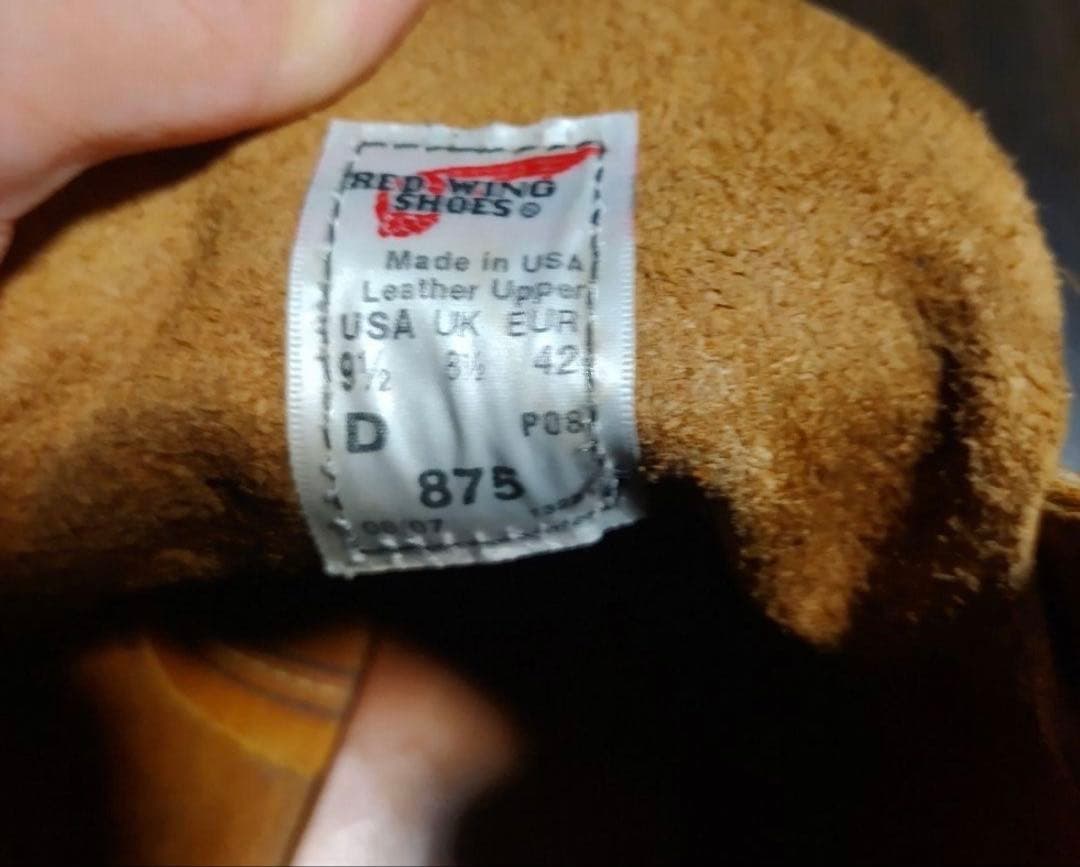 RED WING
SHOES®
Made in USA
Leather Upper
USA UK EUR
9½ 8½ 42
D P08
875